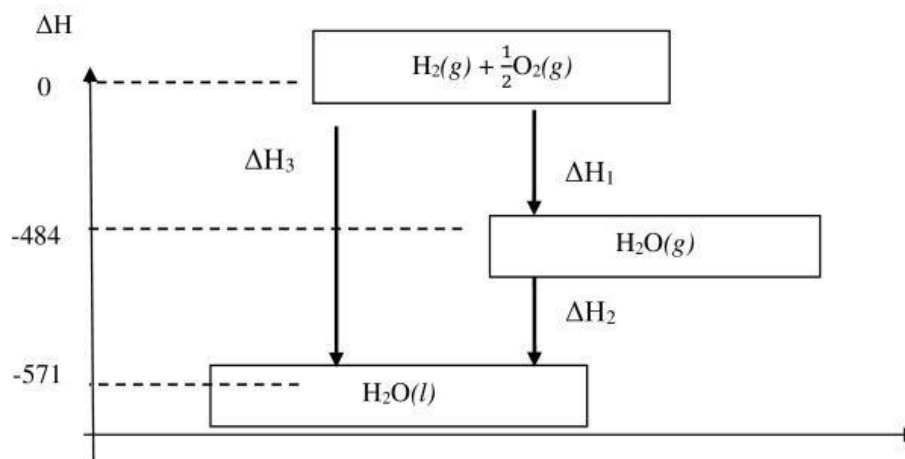 ΔH
H₂(g) + ½O₂(g)
0
ΔH₃
ΔH₁
-484
H₂O(g)
ΔH₂
-571
H₂O(l)